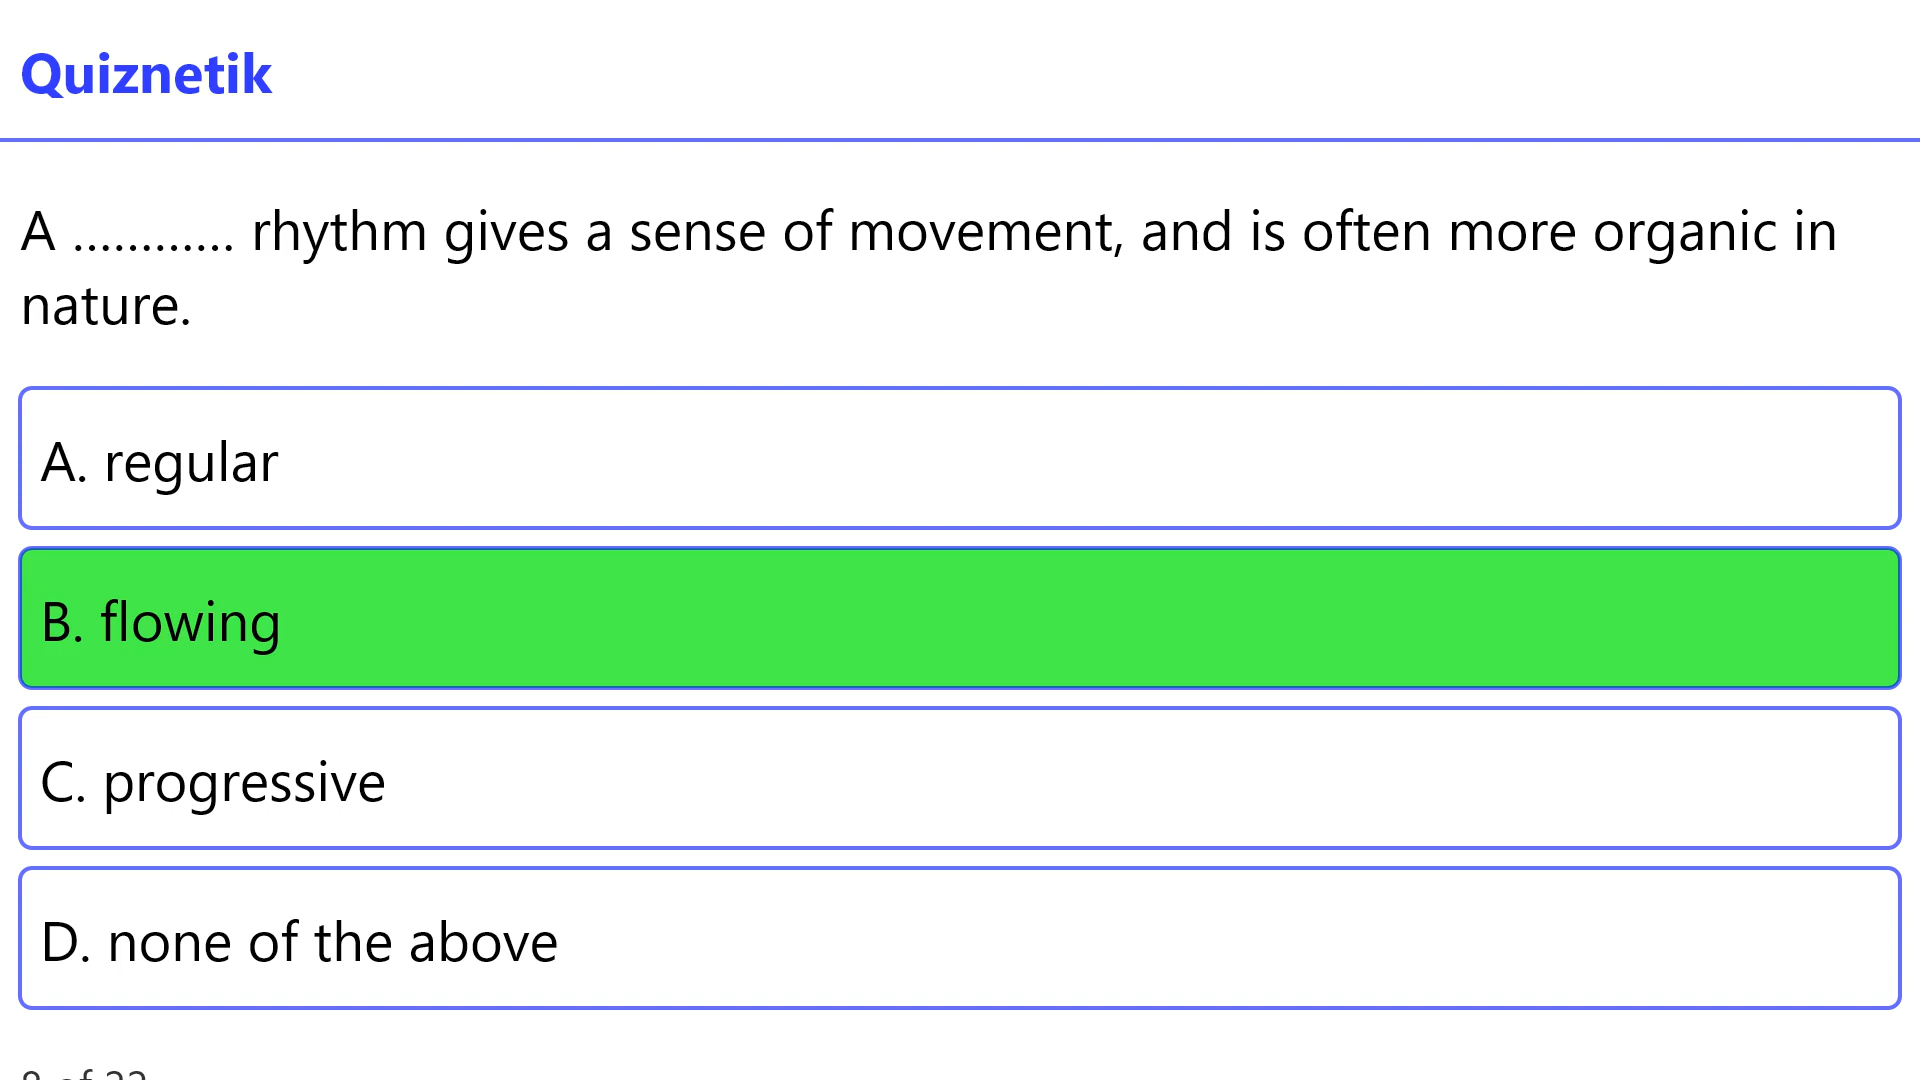 Quiznetik
A ............ rhythm gives a sense of movement, and is often more organic in
nature.
A. regular
B. flowing
C. progressive
D. none of the above